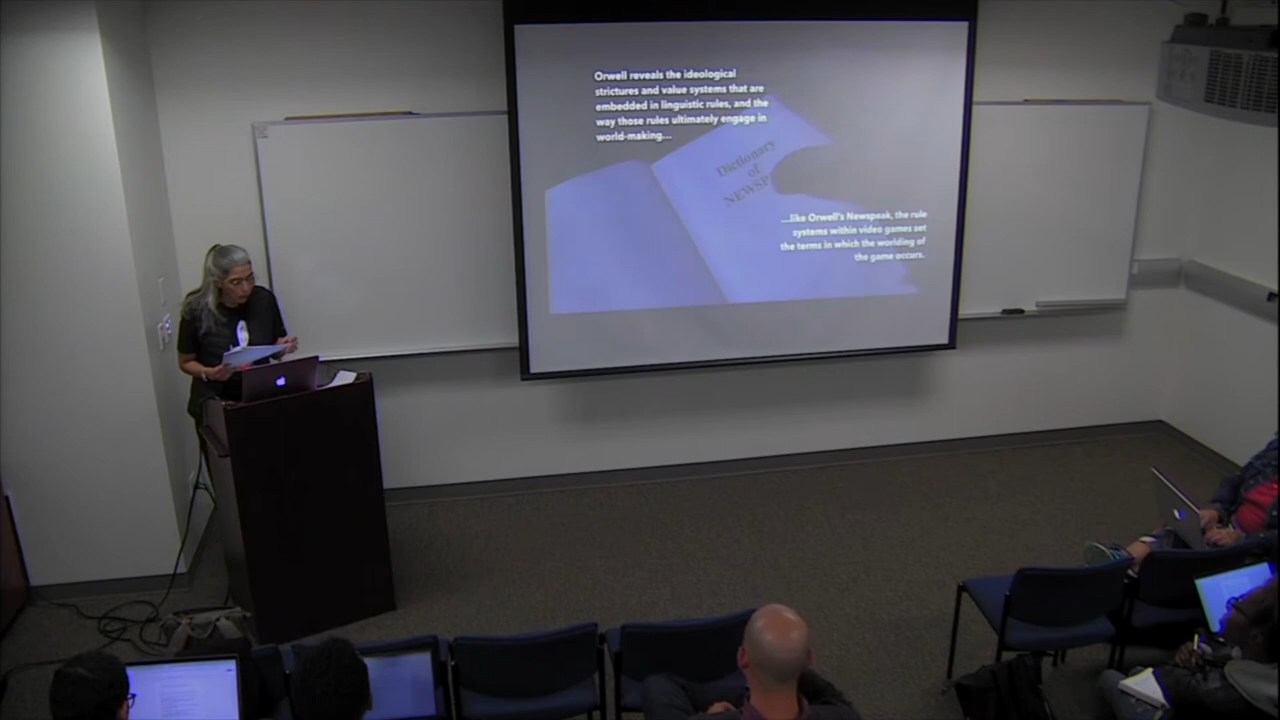 Orwell reveals the ideological
strictures and value systems that are
embedded in linguistic rules, and the
way those rules ultimately engage in
world-making...
Dictionary
of
NEWSP
...like Orwell's Newspeak, the rule
systems within video games set
the terms in which the worlding of
the game occurs.